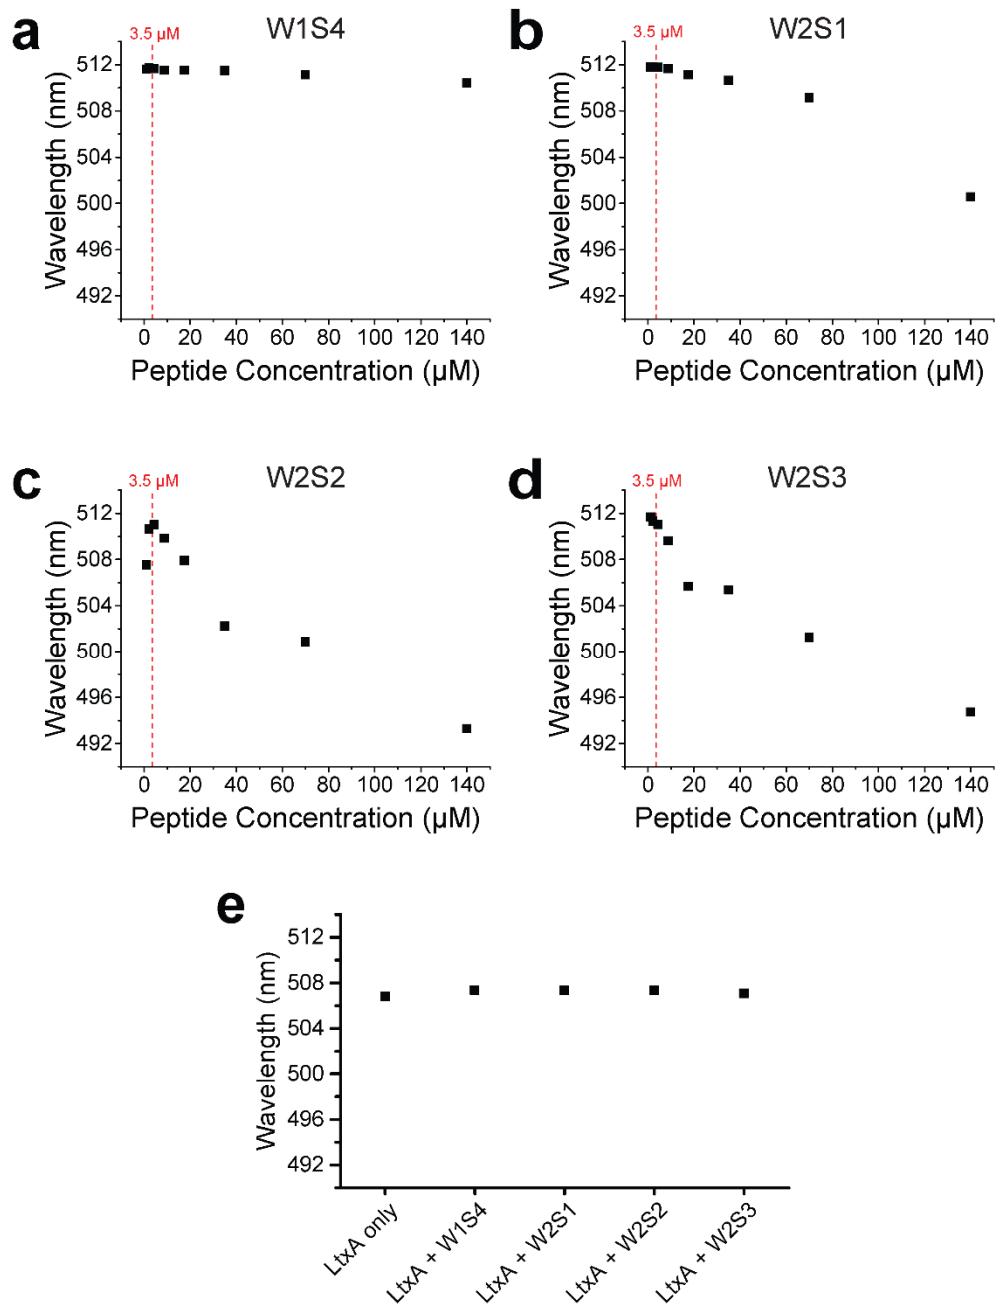 a
W1S4
3.5 µM
512
508
504
500
496
492
Wavelength (nm)
0 20 40 60 80 100 120 140
Peptide Concentration (µM)
b
W2S1
3.5 µM
512
508
504
500
496
492
Wavelength (nm)
0 20 40 60 80 100 120 140
Peptide Concentration (µM)
c
W2S2
3.5 µM
512
508
504
500
496
492
Wavelength (nm)
0 20 40 60 80 100 120 140
Peptide Concentration (µM)
d
W2S3
3.5 µM
512
508
504
500
496
492
Wavelength (nm)
0 20 40 60 80 100 120 140
Peptide Concentration (µM)
e
512
508
504
500
496
492
Wavelength (nm)
LtxA only
LtxA + W1S4
LtxA + W2S1
LtxA + W2S2
LtxA + W2S3